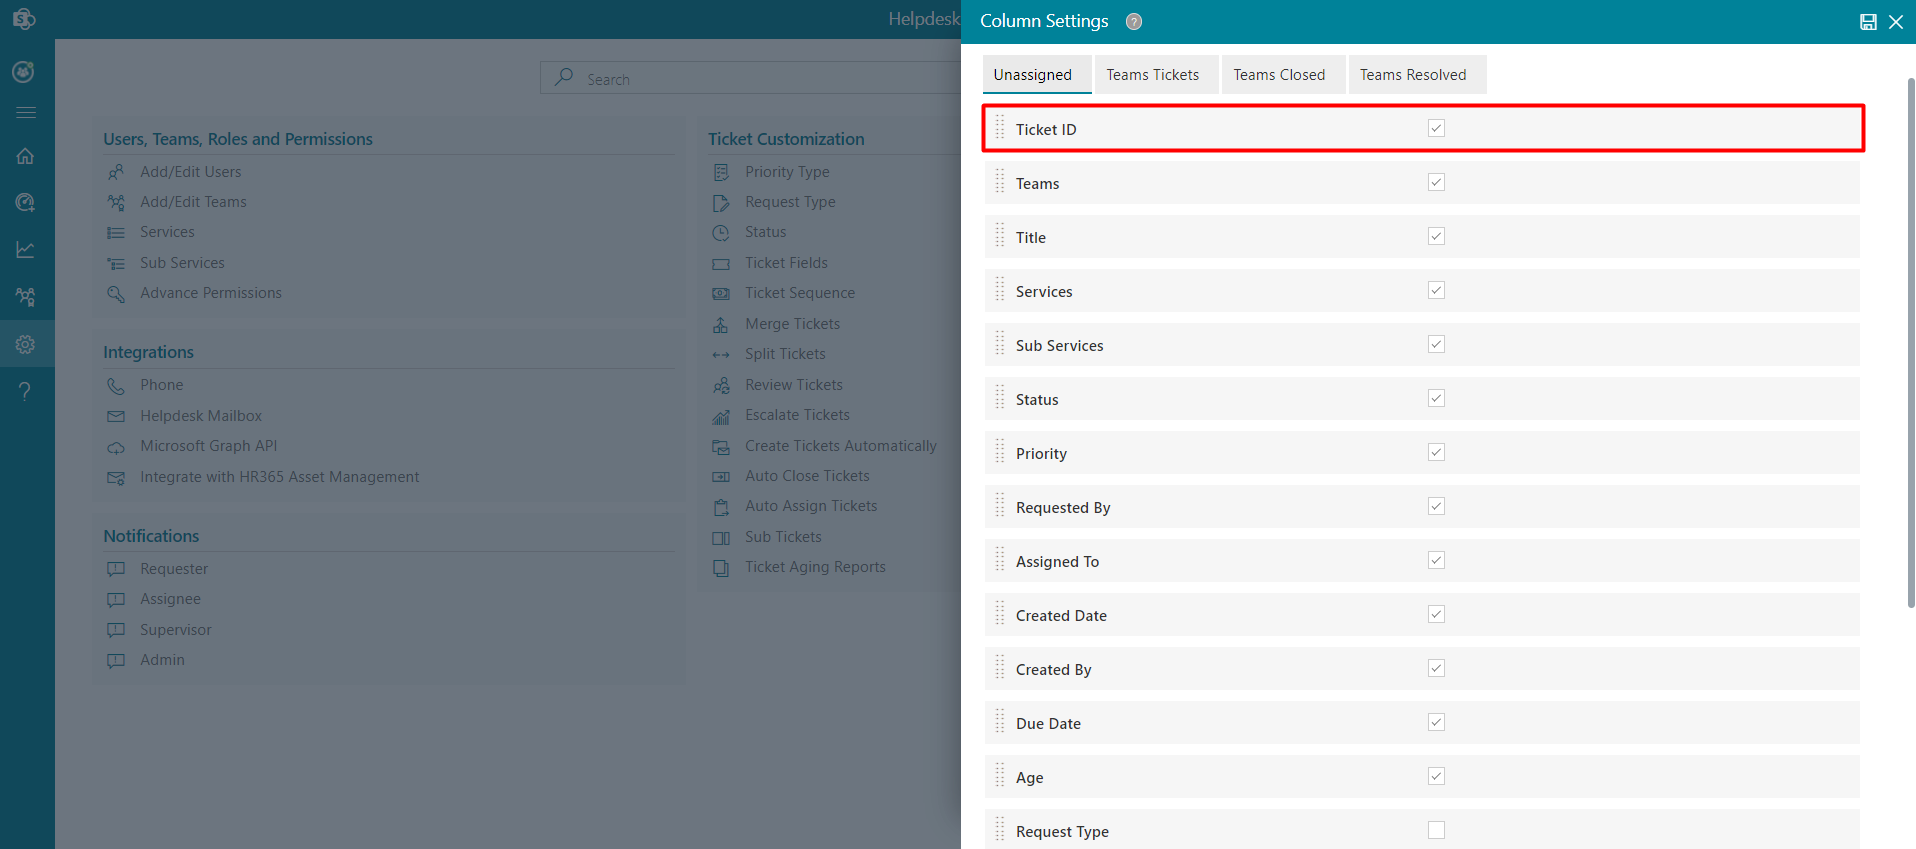 Helpdesk
Search
Users, Teams, Roles and Permissions
Add/Edit Users
Add/Edit Teams
Services
Sub Services
Advance Permissions
Integrations
Phone
Helpdesk Mailbox
Microsoft Graph API
Integrate with HR365 Asset Management
Notifications
Requester
Assignee
Supervisor
Admin
Ticket Customization
Priority Type
Request Type
Status
Ticket Fields
Ticket Sequence
Merge Tickets
Split Tickets
Review Tickets
Escalate Tickets
Create Tickets Automatically
Auto Close Tickets
Auto Assign Tickets
Sub Tickets
Ticket Aging Reports
Column Settings ?
Unassigned Teams Tickets Teams Closed Teams Resolved
Ticket ID
Teams
Title
Services
Sub Services
Status
Priority
Requested By
Assigned To
Created Date
Created By
Due Date
Age
Request Type